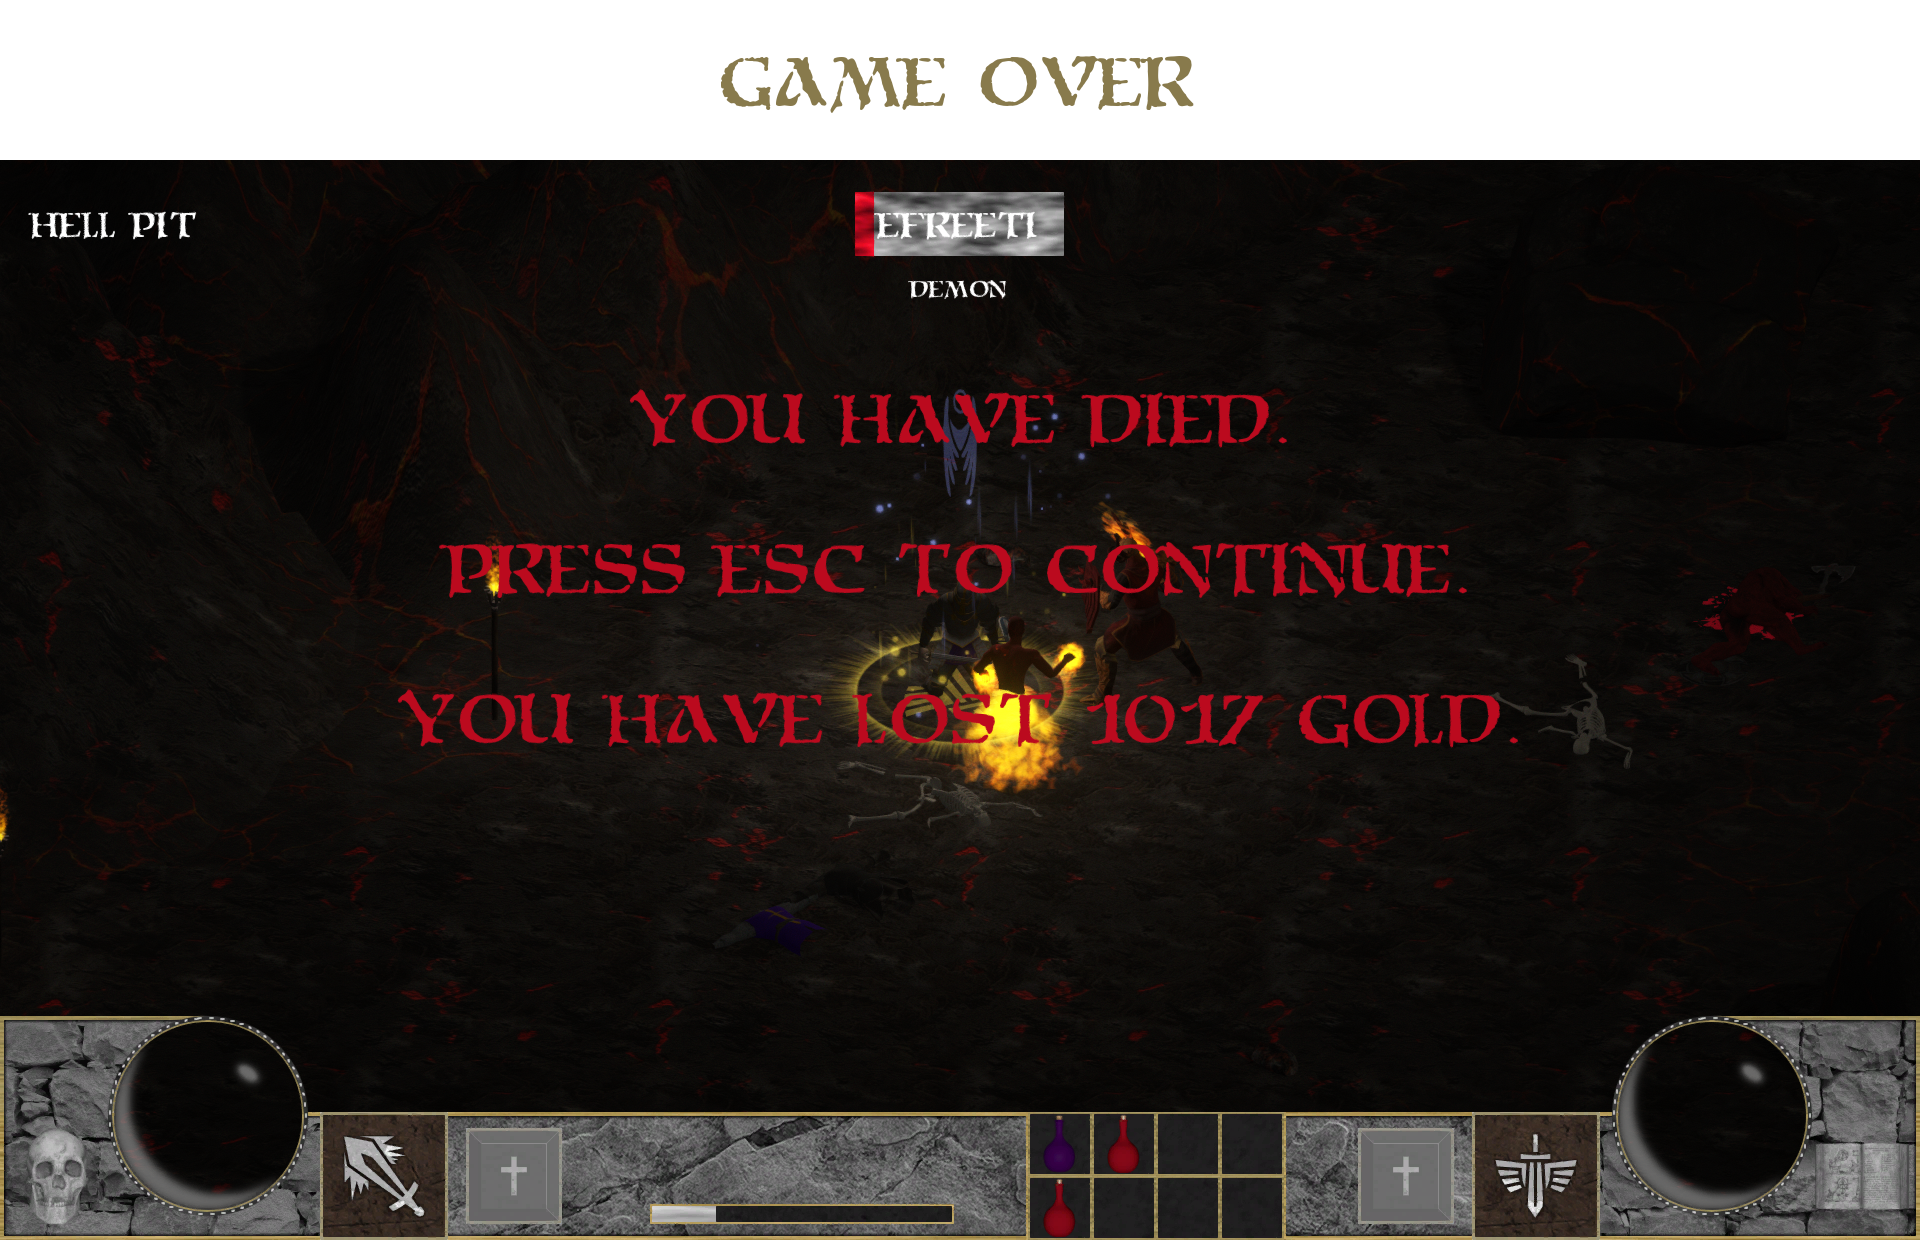 GAME OVER
HELL PIT
EFREETI
DEMON
YOU HAVE DIED.
PRESS ESC TO CONTINUE.
YOU HAVE LOST 1017 GOLD.